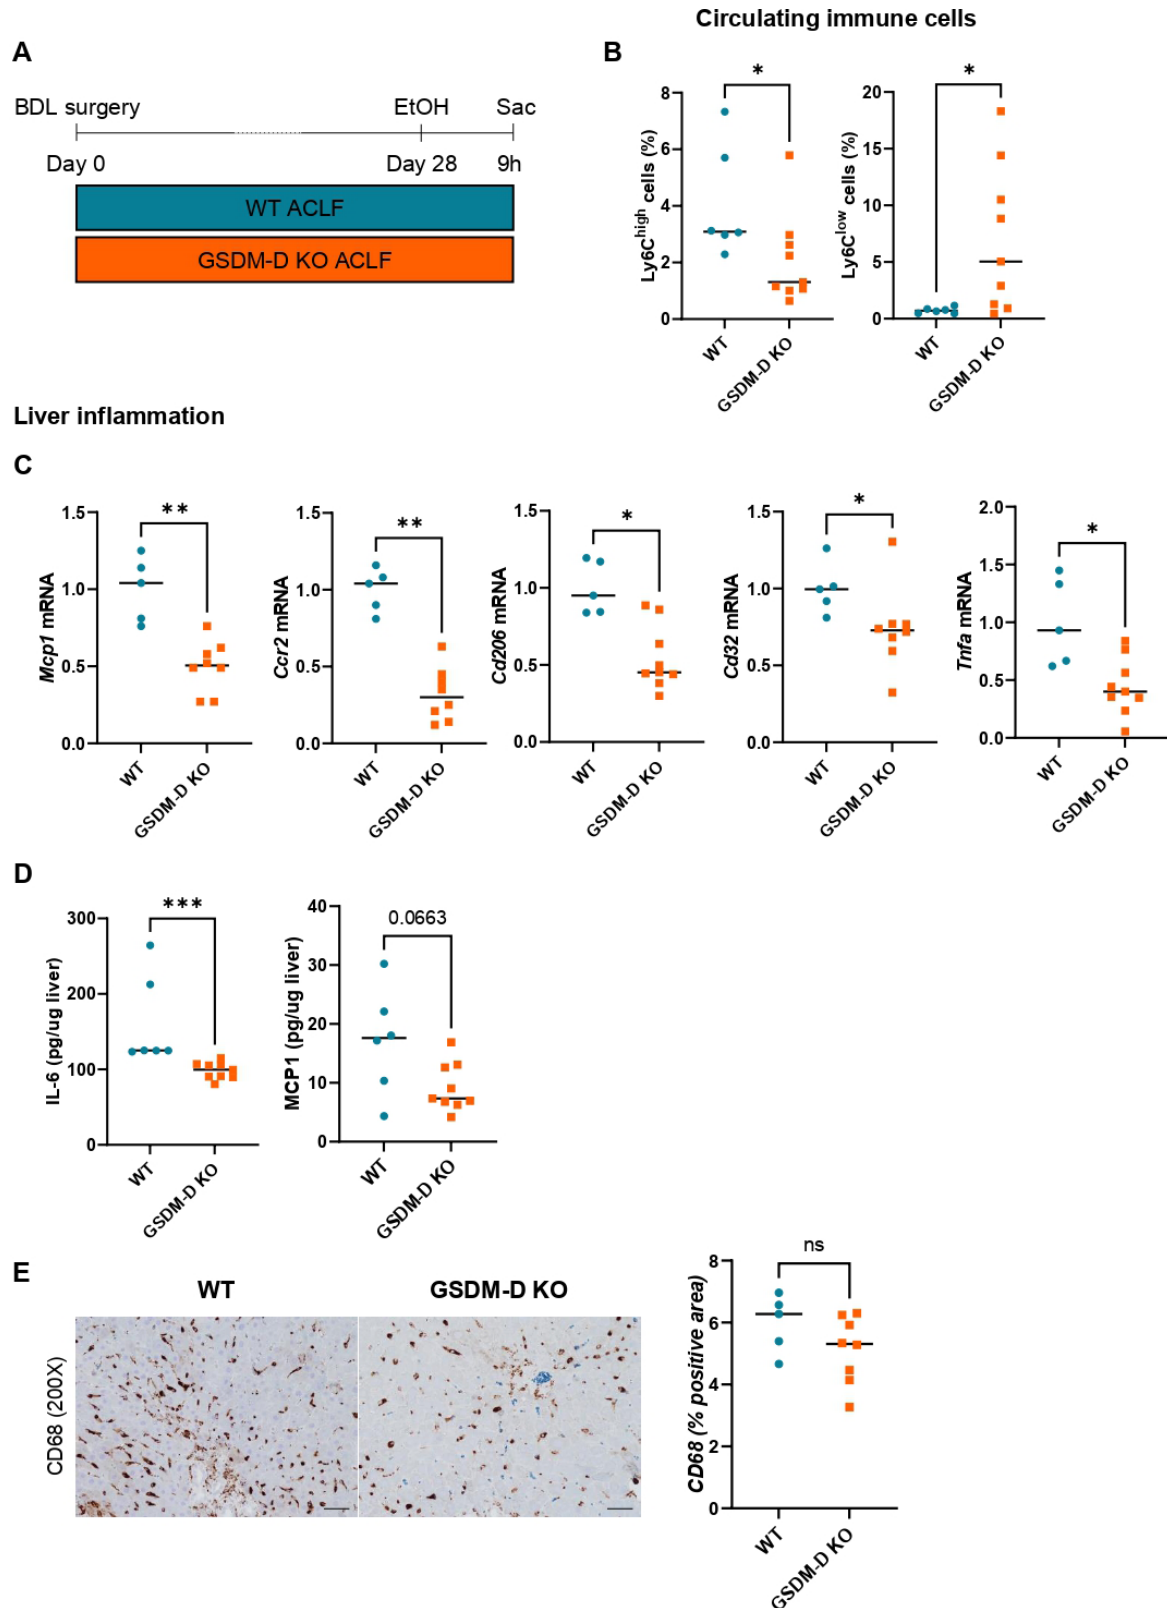 Circulating immune cells
A
B
BDL surgery EtOH Sac
Day 0 Day 28 9h
WT ACLF
GSDM-D KO ACLF
*
Ly6Chigh cells (%)
8
6
4
2
0
WT
GSDM-D KO
*
Ly6Clow cells (%)
20
15
10
5
0
WT
GSDM-D KO
Liver inflammation
C
**
Mcp1 mRNA
1.5
1.0
0.5
0.0
WT
GSDM-D KO
**
Ccr2 mRNA
1.5
1.0
0.5
0.0
WT
GSDM-D KO
*
Cd206 mRNA
1.5
1.0
0.5
0.0
WT
GSDM-D KO
*
Cd32 mRNA
1.5
1.0
0.5
0.0
WT
GSDM-D KO
*
Tnfa mRNA
2.0
1.5
1.0
0.5
0.0
WT
GSDM-D KO
D
***
IL-6 (pg/ug liver)
300
200
100
0
WT
GSDM-D KO
0.0663
MCP1 (pg/ug liver)
40
30
20
10
0
WT
GSDM-D KO
E
WT GSDM-D KO
CD68 (200X)
ns
CD68 (% positive area)
8
6
4
2
0
WT
GSDM-D KO